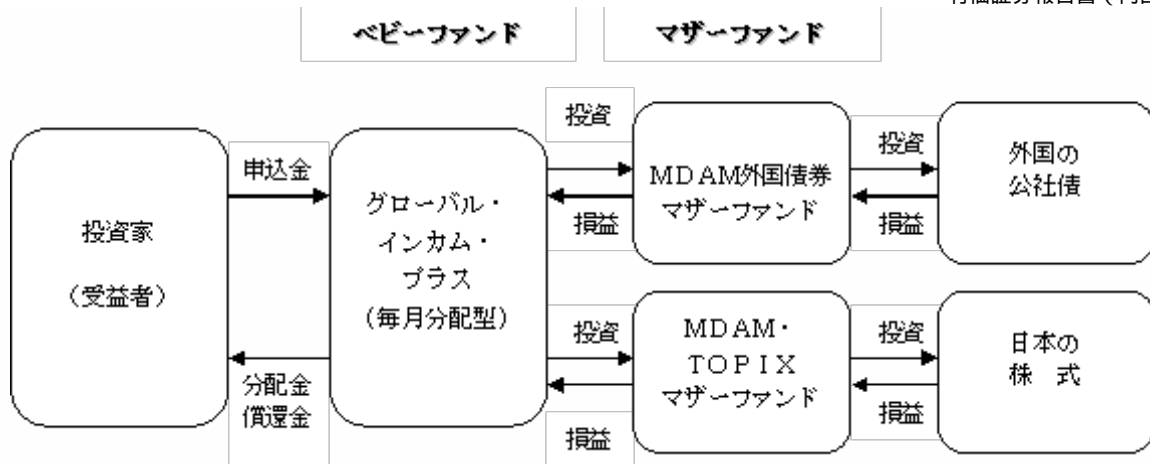 ベビーファンド
マザーファンド
投資家
（受益者）
申込金
分配金
償還金
グローバル・
インカム・
プラス
（毎月分配型）
投資
損益
投資
損益
ＭＤＡＭ外国債券
マザーファンド
投資
損益
外国の
公社債
ＭＤＡＭ・
ＴＯＰＩＸ
マザーファンド
投資
損益
日本の
株　式